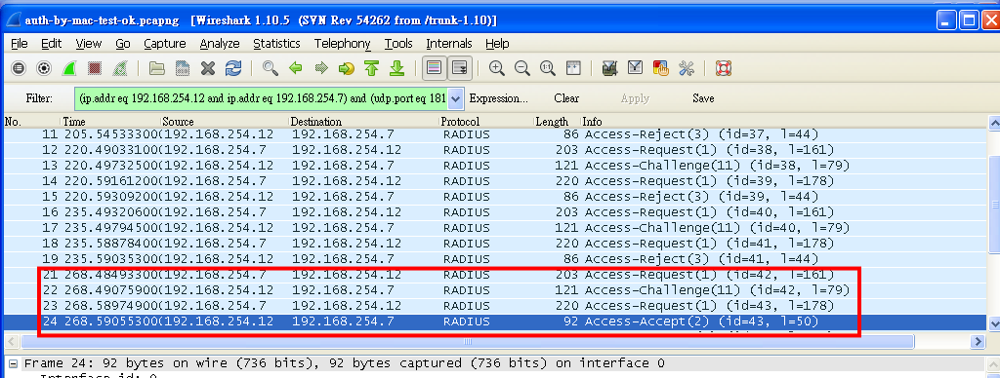 auth-by-mac-test-ok.pcapng [Wireshark 1.10.5 (SVN Rev 54262 from /trunk-1.10)]
File Edit View Go Capture Analyze Statistics Telephony Tools Internals Help
Filter: (ip.addr eq 192.168.254.12 and ip.addr eq 192.168.254.7) and (udp.port eq 181 Expression... Clear Apply Save
No. Time Source Destination Protocol Length Info
11 205.54533300(192.168.254.12 192.168.254.7 RADIUS 86 Access-Reject(3) (id=37, l=44)
12 220.49033100(192.168.254.7 192.168.254.12 RADIUS 203 Access-Request(1) (id=38, l=161)
13 220.49732500(192.168.254.12 192.168.254.7 RADIUS 121 Access-Challenge(11) (id=38, l=79)
14 220.59161200(192.168.254.7 192.168.254.12 RADIUS 220 Access-Request(1) (id=39, l=178)
15 220.59309200(192.168.254.12 192.168.254.7 RADIUS 86 Access-Reject(3) (id=39, l=44)
16 235.49320600(192.168.254.7 192.168.254.12 RADIUS 203 Access-Request(1) (id=40, l=161)
17 235.49794500(192.168.254.12 192.168.254.7 RADIUS 121 Access-Challenge(11) (id=40, l=79)
18 235.58878400(192.168.254.7 192.168.254.12 RADIUS 220 Access-Request(1) (id=41, l=178)
19 235.59035300(192.168.254.12 192.168.254.7 RADIUS 86 Access-Reject(3) (id=41, l=44)
21 268.48493300(192.168.254.7 192.168.254.12 RADIUS 203 Access-Request(1) (id=42, l=161)
22 268.49075900(192.168.254.12 192.168.254.7 RADIUS 121 Access-Challenge(11) (id=42, l=79)
23 268.58974900(192.168.254.7 192.168.254.12 RADIUS 220 Access-Request(1) (id=43, l=178)
24 268.59055300(192.168.254.12 192.168.254.7 RADIUS 92 Access-Accept(2) (id=43, l=50)
Frame 24: 92 bytes on wire (736 bits), 92 bytes captured (736 bits) on interface 0
Interface id: 0